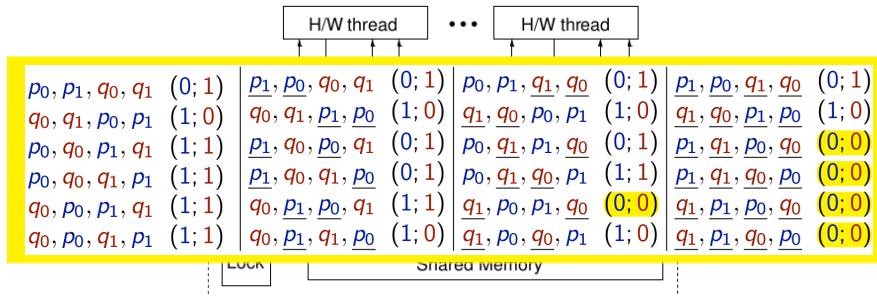 H/W thread ••• H/W thread
p₀, p₁, q₀, q₁ (0; 1)
q₀, q₁, p₀, p₁ (1; 0)
p₀, q₀, p₁, q₁ (1; 1)
p₀, q₀, q₁, p₁ (1; 1)
q₀, p₀, p₁, q₁ (1; 1)
q₀, p₀, q₁, p₁ (1; 1)
p₁, p₀, q₀, q₁ (0; 1)
q₀, q₁, p₁, p₀ (1; 0)
p₁, q₀, p₀, q₁ (0; 1)
p₁, q₀, q₁, p₀ (0; 1)
q₀, p₁, p₀, q₁ (1; 1)
q₀, p₁, q₁, p₀ (1; 0)
p₀, p₁, q₁, q₀ (0; 1)
q₁, q₀, p₀, p₁ (1; 0)
p₀, q₁, p₁, q₀ (0; 1)
p₀, q₁, q₀, p₁ (1; 1)
q₁, p₀, p₁, q₀ (0; 0)
q₁, p₀, q₀, p₁ (1; 0)
p₁, p₀, q₁, q₀ (0; 1)
q₁, q₀, p₁, p₀ (1; 0)
p₁, q₁, p₀, q₀ (0; 0)
p₁, q₁, q₀, p₀ (0; 0)
q₁, p₁, p₀, q₀ (0; 0)
q₁, p₁, q₀, p₀ (0; 0)
Lock Shared Memory